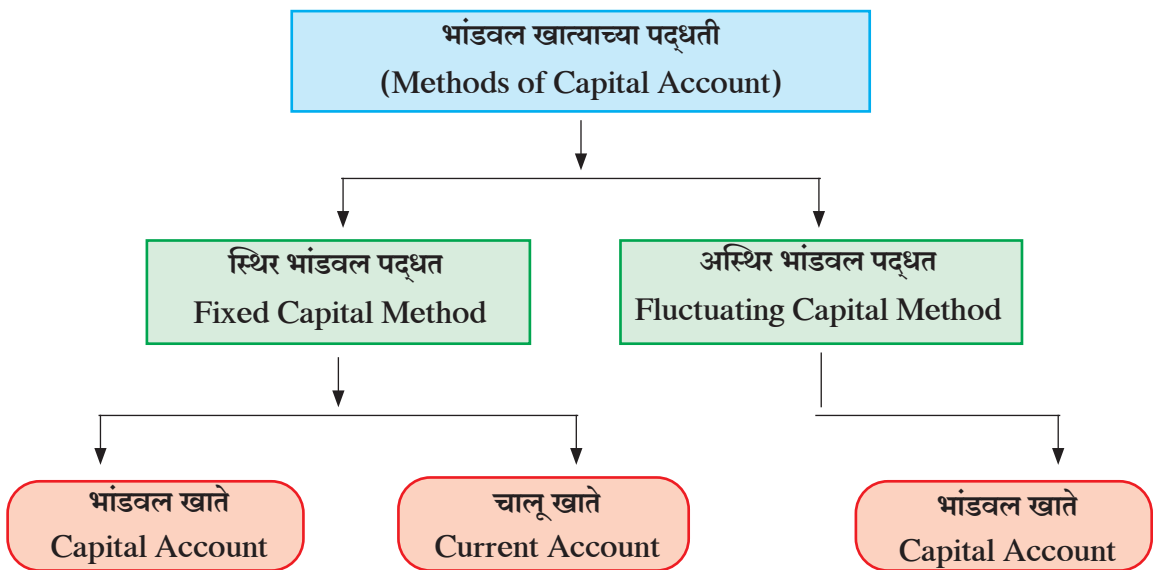 भांडवल खात्याच्या पद्धती
(Methods of Capital Account)
स्थिर भांडवल पद्धत
Fixed Capital Method
अस्थिर भांडवल पद्धत
Fluctuating Capital Method
भांडवल खाते
Capital Account
चालू खाते
Current Account
भांडवल खाते
Capital Account